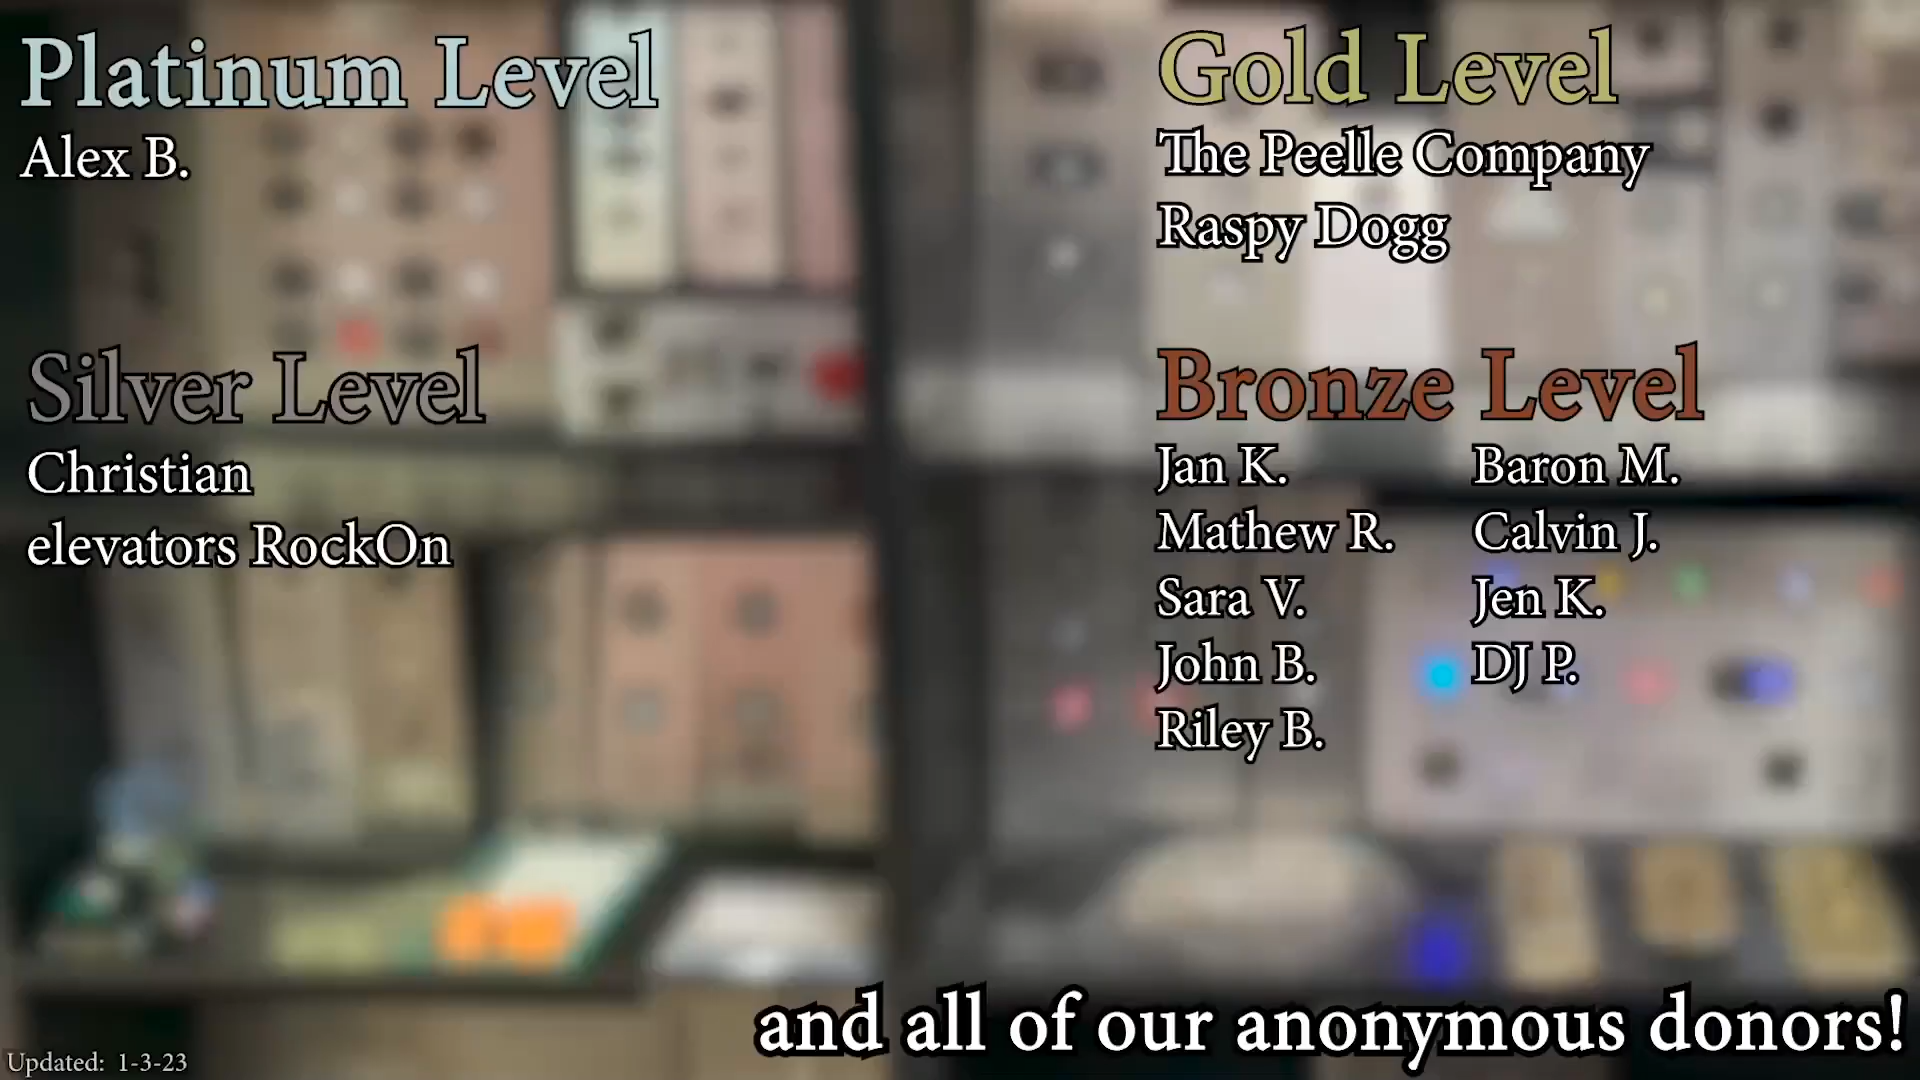 Platinum Level
Alex B.
Gold Level
The Peelle Company
Raspy Dogg
Silver Level
Christian
elevators RockOn
Bronze Level
Jan K.
Mathew R.
Sara V.
John B.
Riley B.
Baron M.
Calvin J.
Jen K.
DJ P.
and all of our anonymous donors!
Updated: 1-3-23